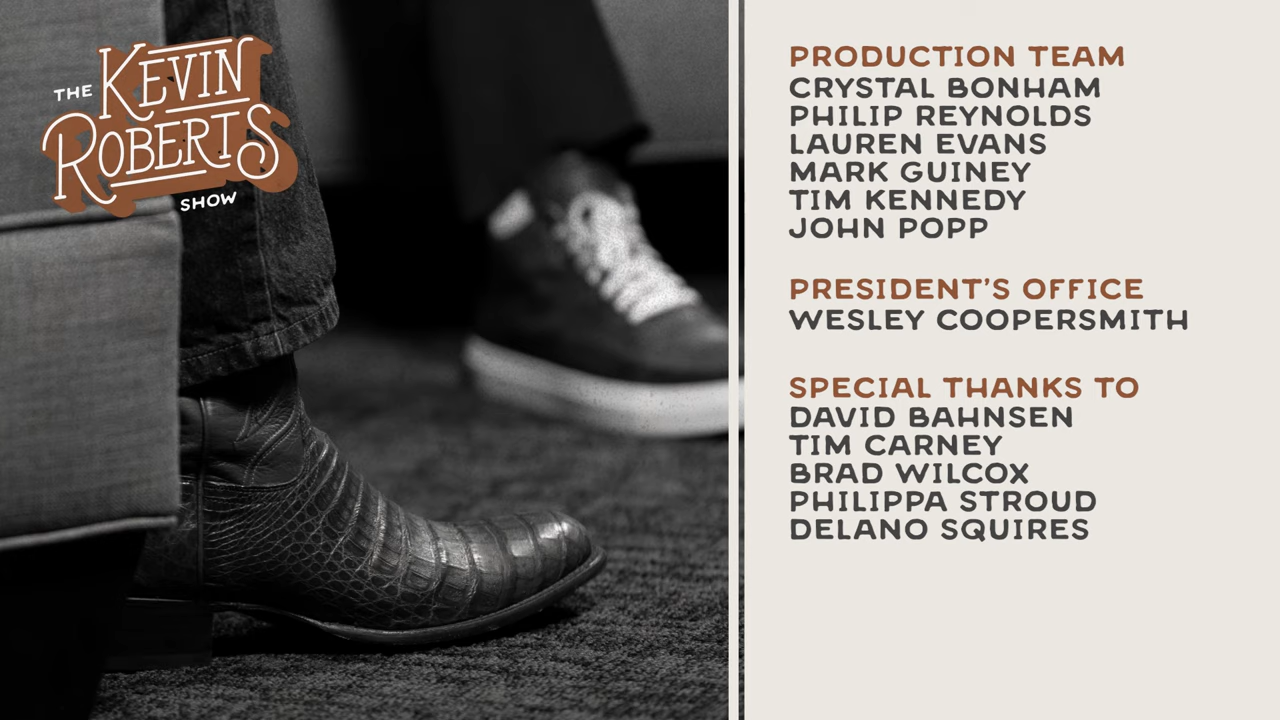 THE KEVIN
ROBERTS
SHOW
PRODUCTION TEAM
CRYSTAL BONHAM
PHILIP REYNOLDS
LAUREN EVANS
MARK GUINEY
TIM KENNEDY
JOHN POPP
PRESIDENT'S OFFICE
WESLEY COOPERSMITH
SPECIAL THANKS TO
DAVID BAHNSEN
TIM CARNEY
BRAD WILCOX
PHILIPPA STROUD
DELANO SQUIRES